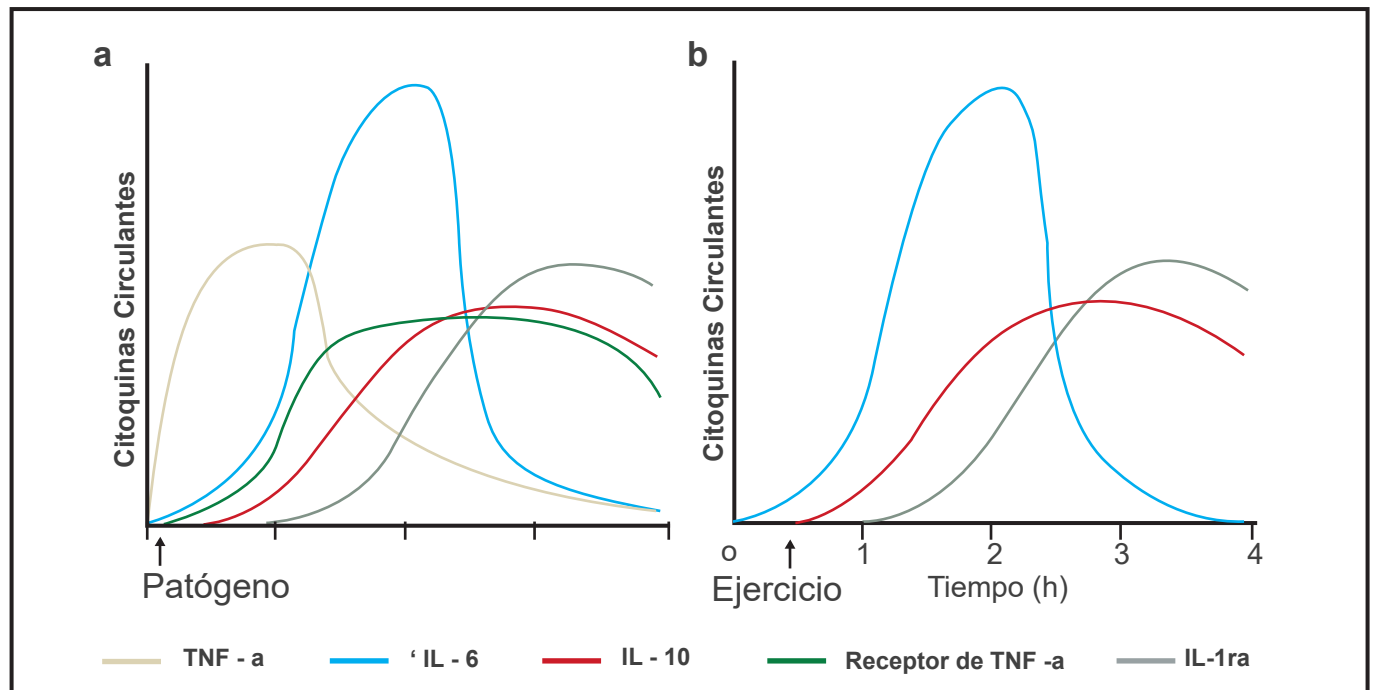 a
b
Citoquinas Circulantes
Citoquinas Circulantes
Patógeno
o 1 2 3 4
Ejercicio
Tiempo (h)
TNF - a
‘ IL - 6
IL - 10
Receptor de TNF -a
IL-1ra